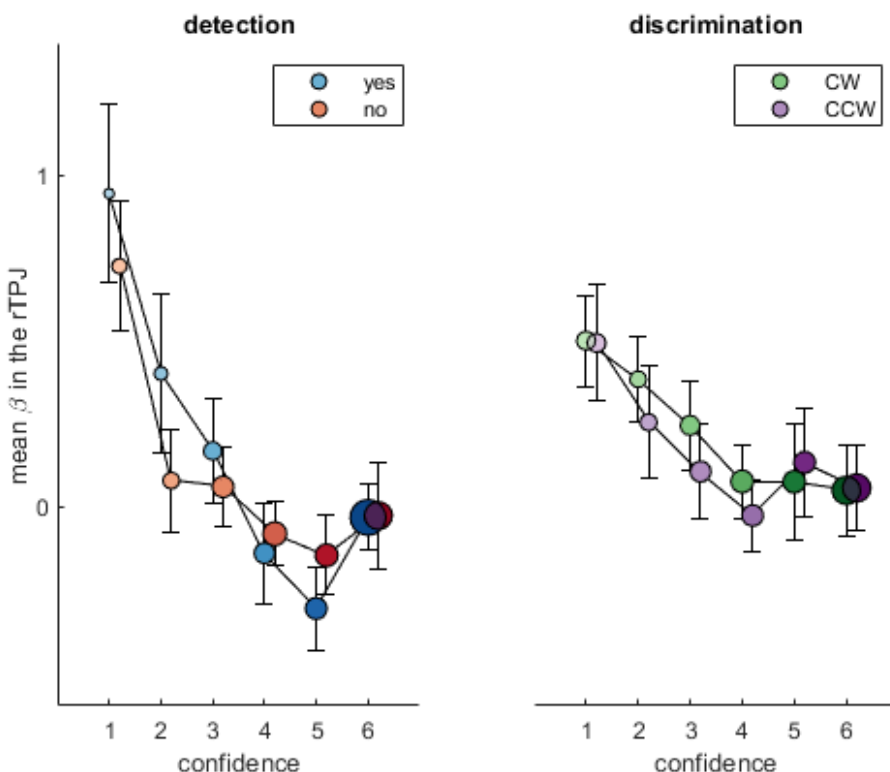 detection
yes
no
mean β in the rTPJ
1
0
1 2 3 4 5 6
confidence
discrimination
CW
CCW
1 2 3 4 5 6
confidence